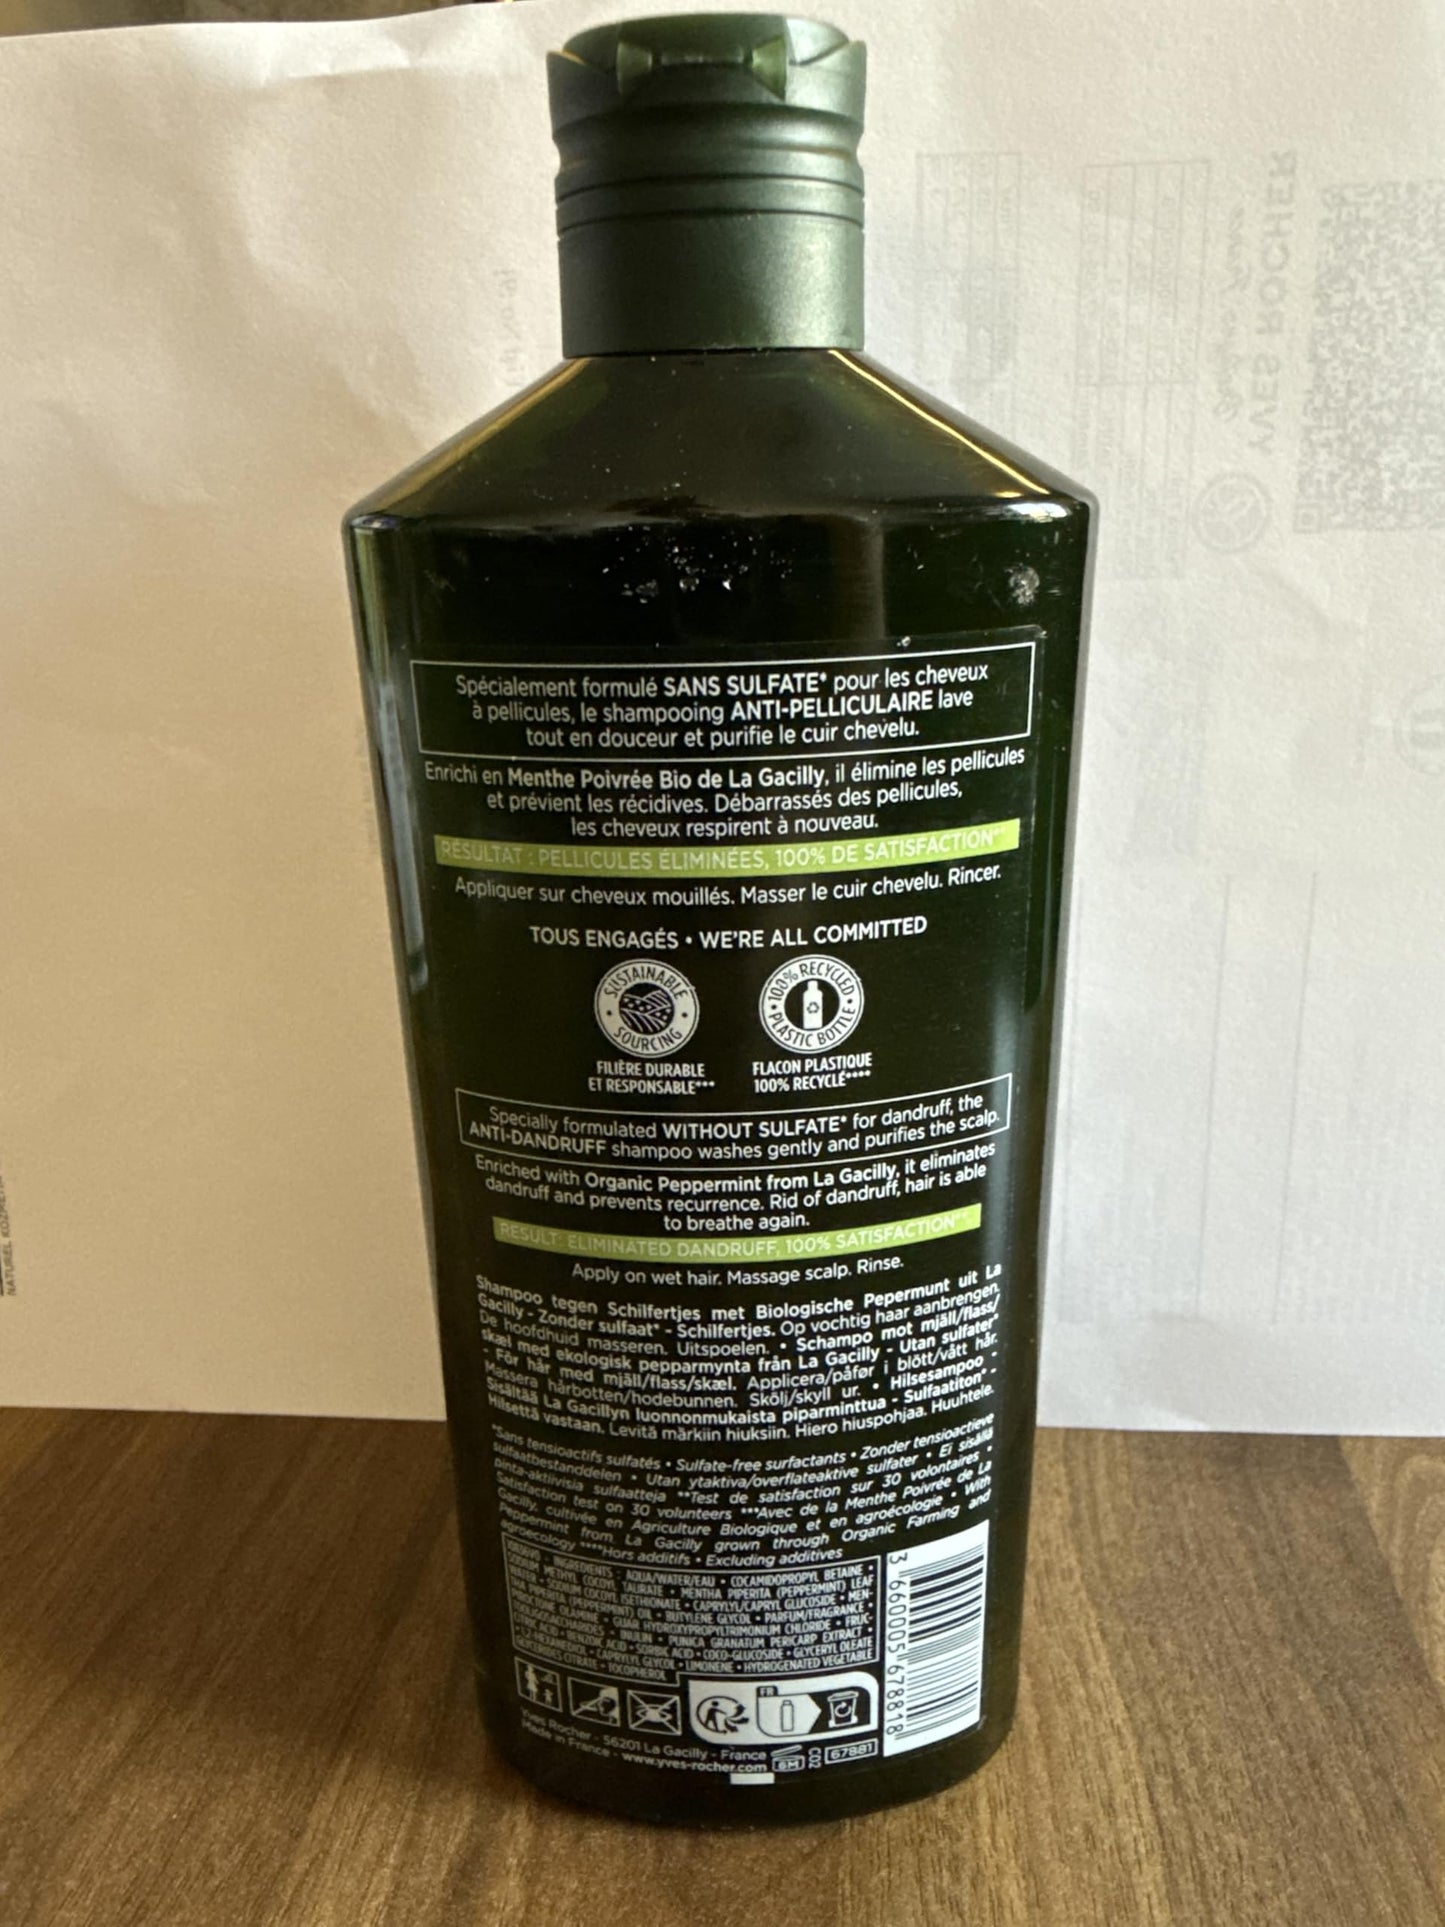 Spécialement formulé SANS SULFATE* pour les cheveux
à pellicules, le shampooing ANTI-PELLICULAIRE lave
tout en douceur et purifie le cuir chevelu.
Enrichi en Menthe Poivrée Bio de La Gacilly, il élimine les pellicules
et prévient les récidives. Débarrassés des pellicules,
les cheveux respirent à nouveau.
RÉSULTAT : PELLICULES ÉLIMINÉES, 100% DE SATISFACTION**
Appliquer sur cheveux mouillés. Masser le cuir chevelu. Rincer.
TOUS ENGAGÉS • WE'RE ALL COMMITTED
SUSTAINABLE
SOURCING
100% RECYCLED
PLASTIC BOTTLE
FILIÈRE DURABLE
ET RESPONSABLE***
FLACON PLASTIQUE
100% RECYCLÉ****
Specially formulated WITHOUT SULFATE* for dandruff, the
ANTI-DANDRUFF shampoo washes gently and purifies the scalp.
Enriched with Organic Peppermint from La Gacilly, it eliminates
dandruff and prevents recurrence. Rid of dandruff, hair is able
to breathe again.
RESULT: ELIMINATED DANDRUFF, 100% SATISFACTION**
Apply on wet hair. Massage scalp. Rinse.
Shampoo tegen Schilfertjes met Biologische Pepermunt uit La
Gacilly - Zonder sulfaat* - Schilfertjes. Op vochtig haar aanbrengen.
De hoofdhuid masseren. Uitspoelen. • Schampo mot mjäll/flass/
skæl med ekologisk pepparmynta från La Gacilly - Utan sulfater*
- För hår med mjäll/flass/skæl. Applicera/påfør i blött/vått hår.
Massera hårbotten/hodebunnen. Skölj/skyll ur. • Hilsesampoo -
Sisältää La Gacillyn luonnonmukaista piparminttua - Sulfaatiton* -
Hilsettä vastaan. Levitä märkiin hiuksiin. Hiero hiuspohjaa. Huuhtele.
*Sans tensioactifs sulfatés • Sulfate-free surfactants • Zonder tensioactieve
sulfaatbestanddelen • Utan ytaktiva/overflateaktive sulfater • Ei sisällä
pinta-aktiivisia sulfaatteja **Test de satisfaction sur 30 volontaires •
Satisfaction test on 30 volunteers ***Avec de la Menthe Poivrée de La
Gacilly, cultivée en Agriculture Biologique et en agroécologie • With
Peppermint from La Gacilly grown through Organic Farming and
agroecology ****Hors additifs • Excluding additives
INGREDIENTS : AQUA/WATER/EAU • COCAMIDOPROPYL BETAINE •
SODIUM METHYL COCOYL TAURATE • MENTHA PIPERITA (PEPPERMINT) LEAF
WATER • SODIUM COCOYL ISETHIONATE • CAPRYLYL/CAPRYL GLUCOSIDE • MEN-
THA PIPERITA (PEPPERMINT) OIL • BUTYLENE GLYCOL • PARFUM/FRAGRANCE •
PIROCTONE OLAMINE • GUAR HYDROXYPROPYLTRIMONIUM CHLORIDE • FRUC-
TOOLIGOSACCHARIDES • INULIN • PUNICA GRANATUM PERICARP EXTRACT •
CITRIC ACID • BENZOIC ACID • SORBIC ACID • COCO-GLUCOSIDE • GLYCERYL OLEATE
• 1,2-HEXANEDIOL • CAPRYLYL GLYCOL • LIMONENE • HYDROGENATED VEGETABLE
GLYCERIDES CITRATE • TOCOPHEROL
3 660005 678818
FR
Yves Rocher - 56201 La Gacilly - France
Made in France - www.yves-rocher.com
6M
C02
67881
YVES ROCHER